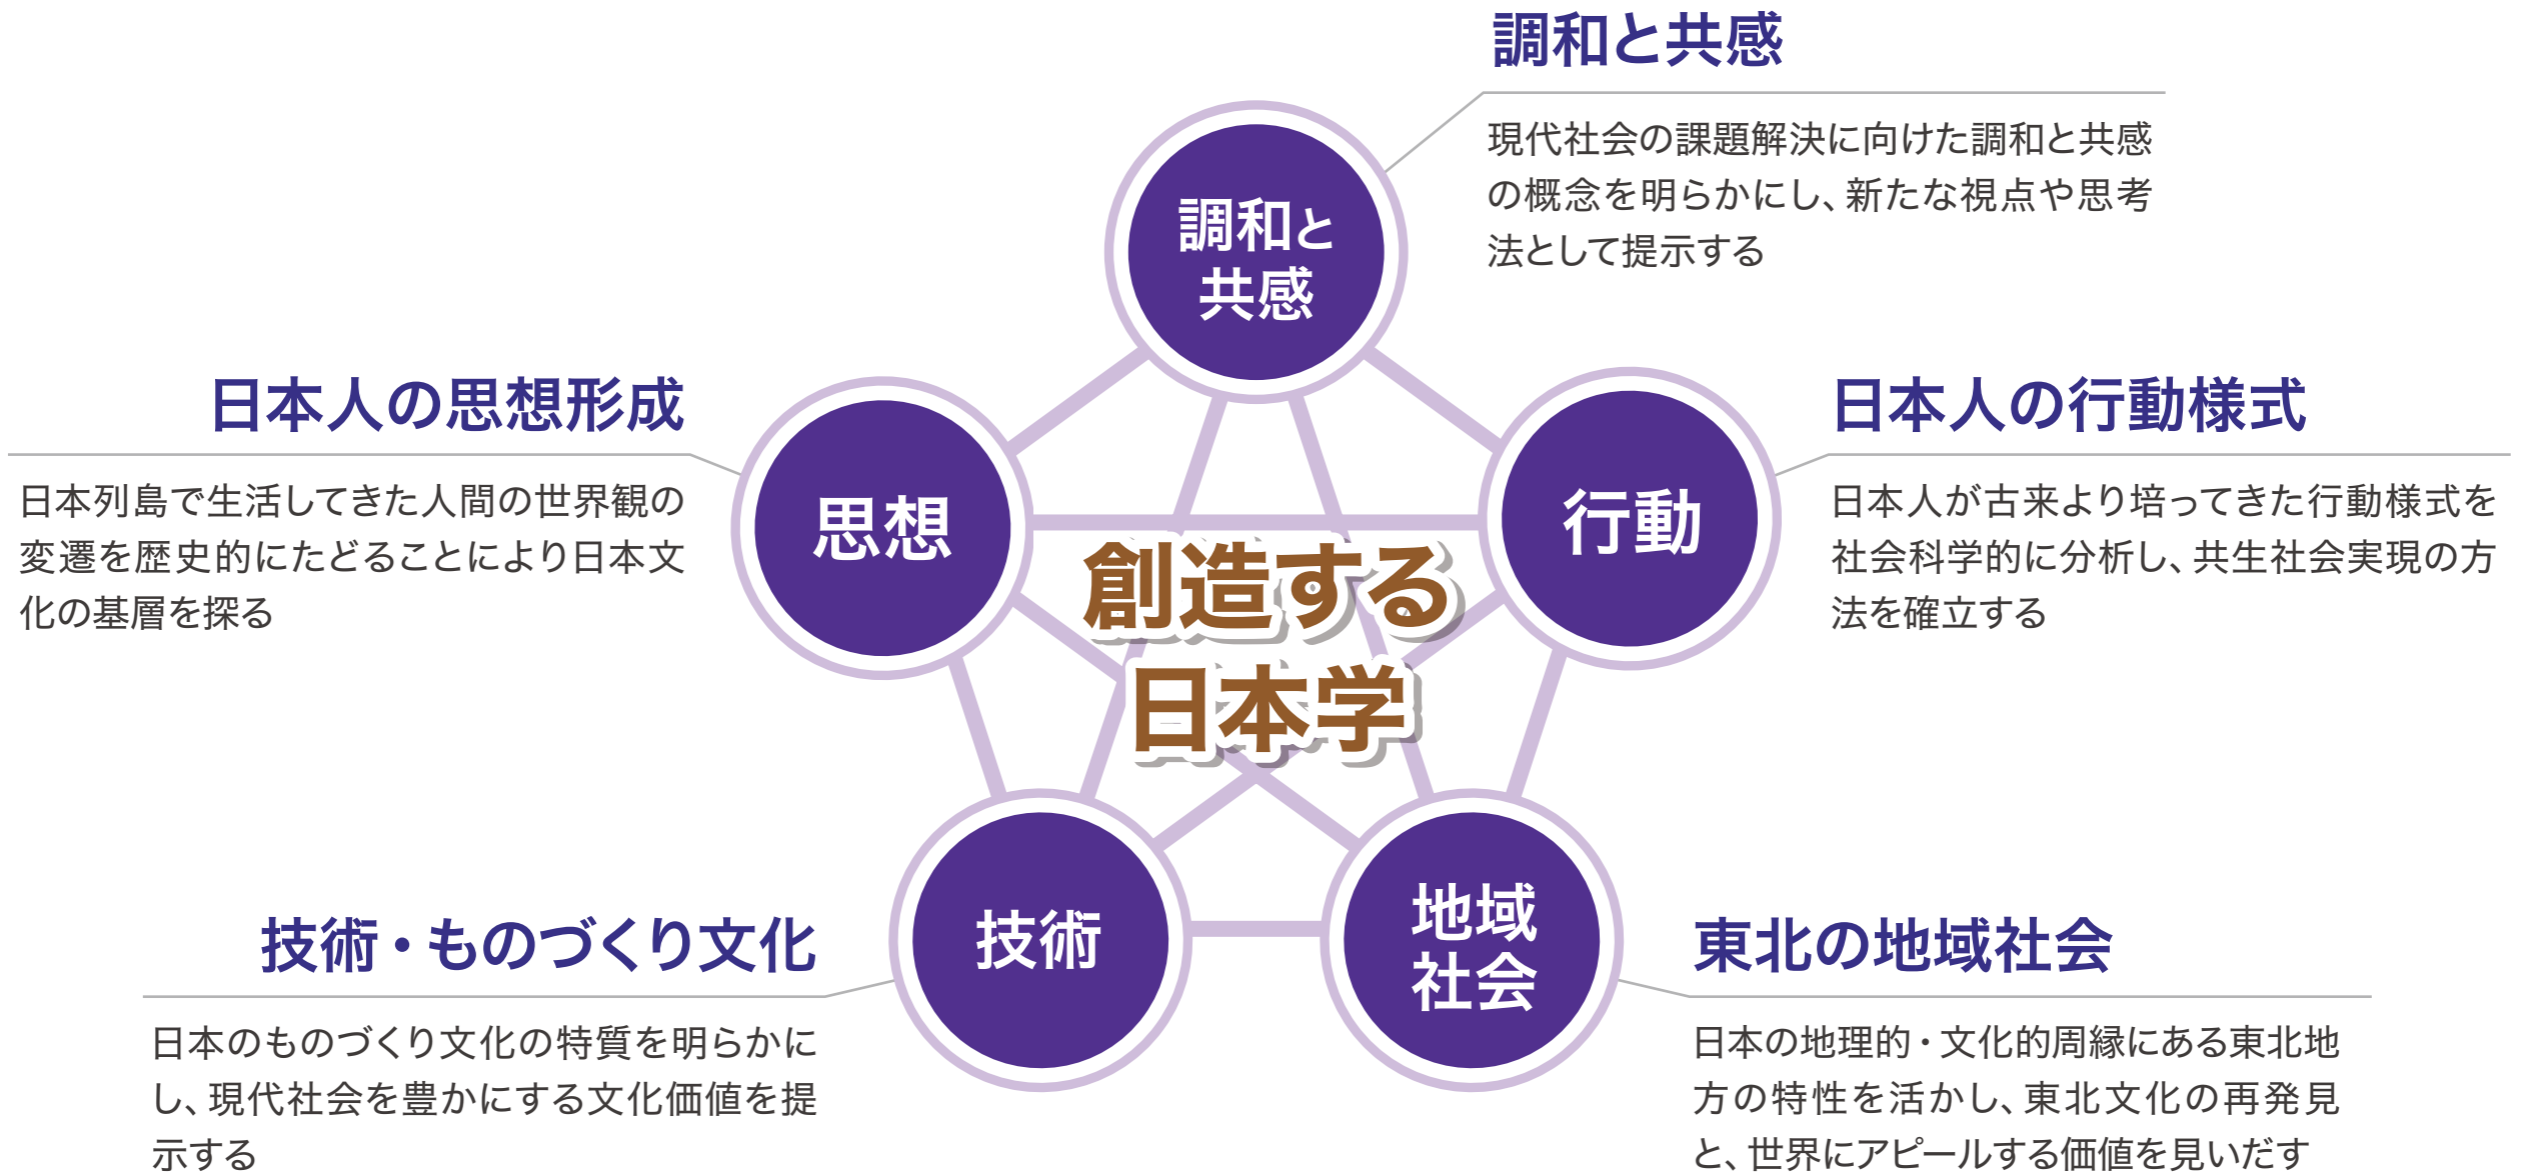 調和と共感
現代社会の課題解決に向けた調和と共感
の概念を明らかにし、新たな視点や思考
法として提示する
調和と
共感
日本人の思想形成
日本列島で生活してきた人間の世界観の
変遷を歴史的にたどることにより日本文
化の基層を探る
思想
行動
日本人の行動様式
日本人が古来より培ってきた行動様式を
社会科学的に分析し、共生社会実現の方
法を確立する
創造する
日本学
技術・ものづくり文化
日本のものづくり文化の特質を明らかに
し、現代社会を豊かにする文化価値を提
示する
技術
地域
社会
東北の地域社会
日本の地理的・文化的周縁にある東北地
方の特性を活かし、東北文化の再発見
と、世界にアピールする価値を見いだす